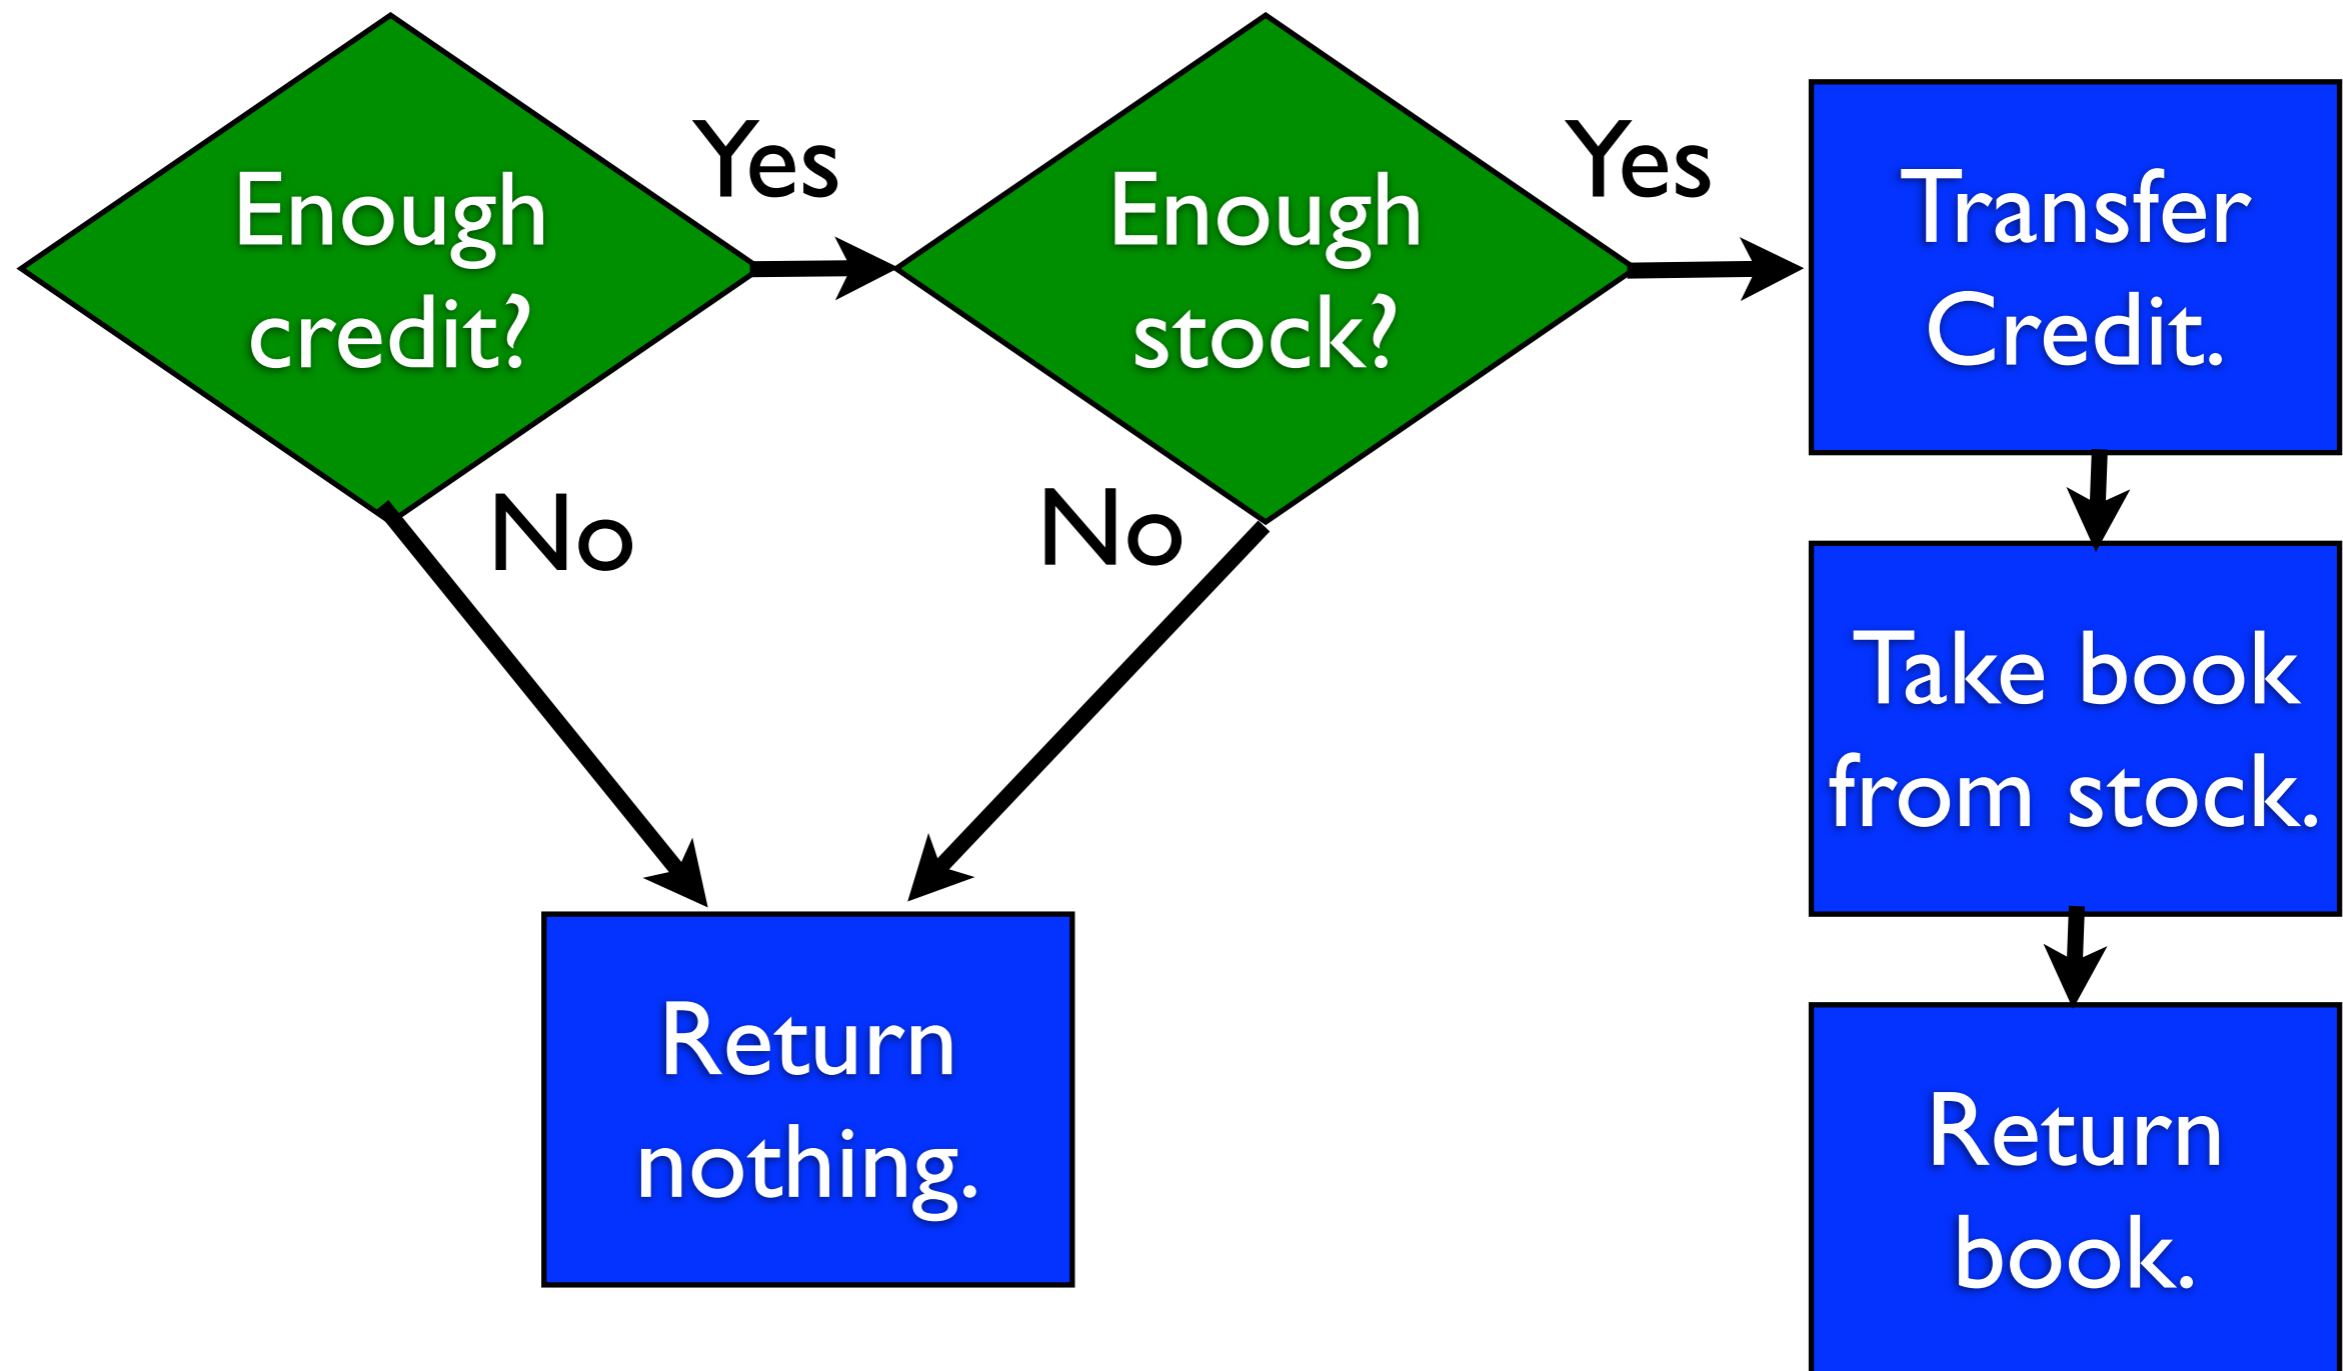 Enough
credit?
Yes
Enough
stock?
Yes
Transfer
Credit.
No
No
Take book
from stock.
Return
nothing.
Return
book.